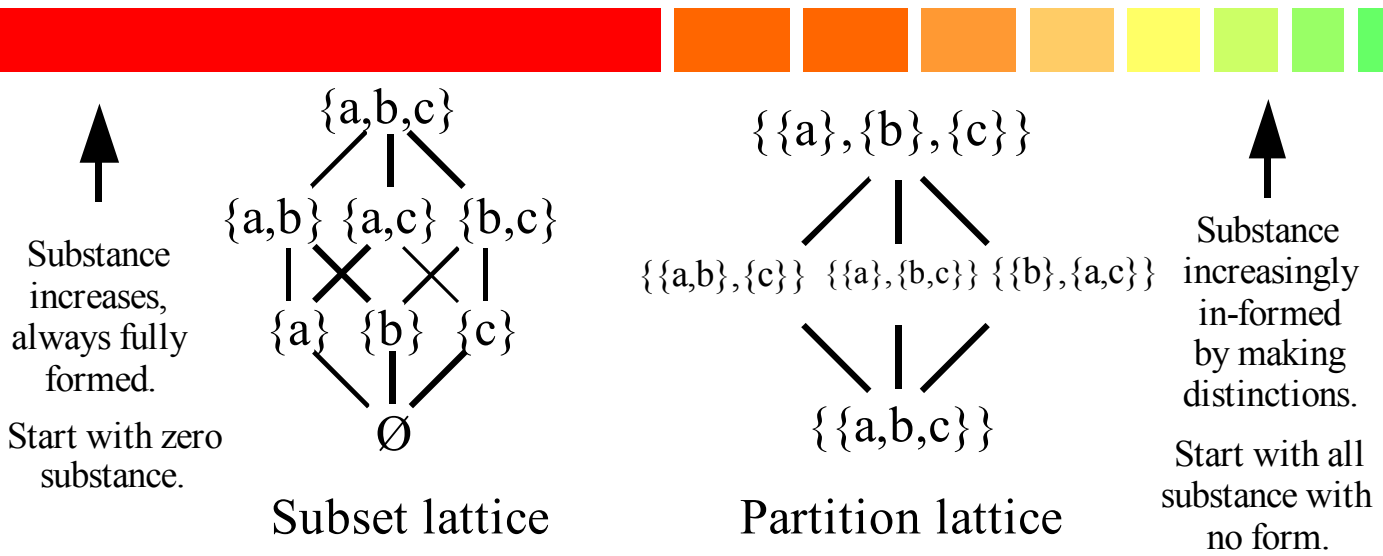 {a,b,c}
{a,b} {a,c} {b,c}
{a} {b} {c}
Ø
Subset lattice
Substance
increases,
always fully
formed.
Start with zero
substance.
{{a},{b},{c}}
{{a,b},{c}} {{a},{b,c}} {{b},{a,c}}
{{a,b,c}}
Partition lattice
Substance
increasingly
in-formed
by making
distinctions.
Start with all
substance with
no form.